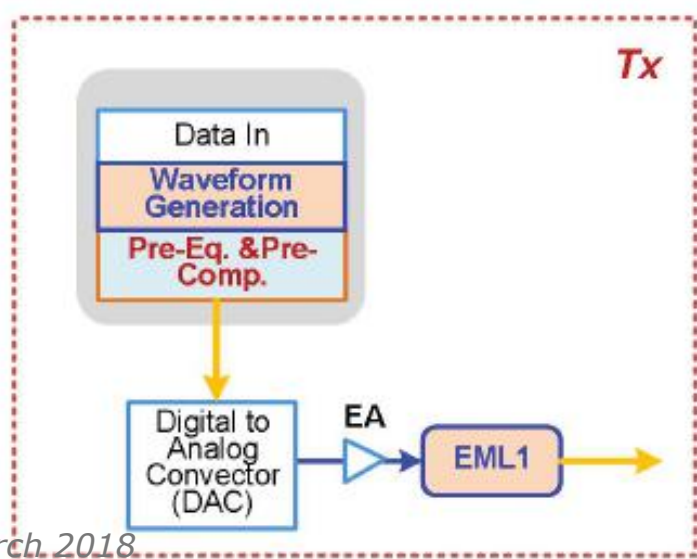 Tx
Data In
Waveform
Generation
Pre-Eq. &Pre-
Comp.
Digital to
Analog
Convector
(DAC)
EA
EML1
rch 2018